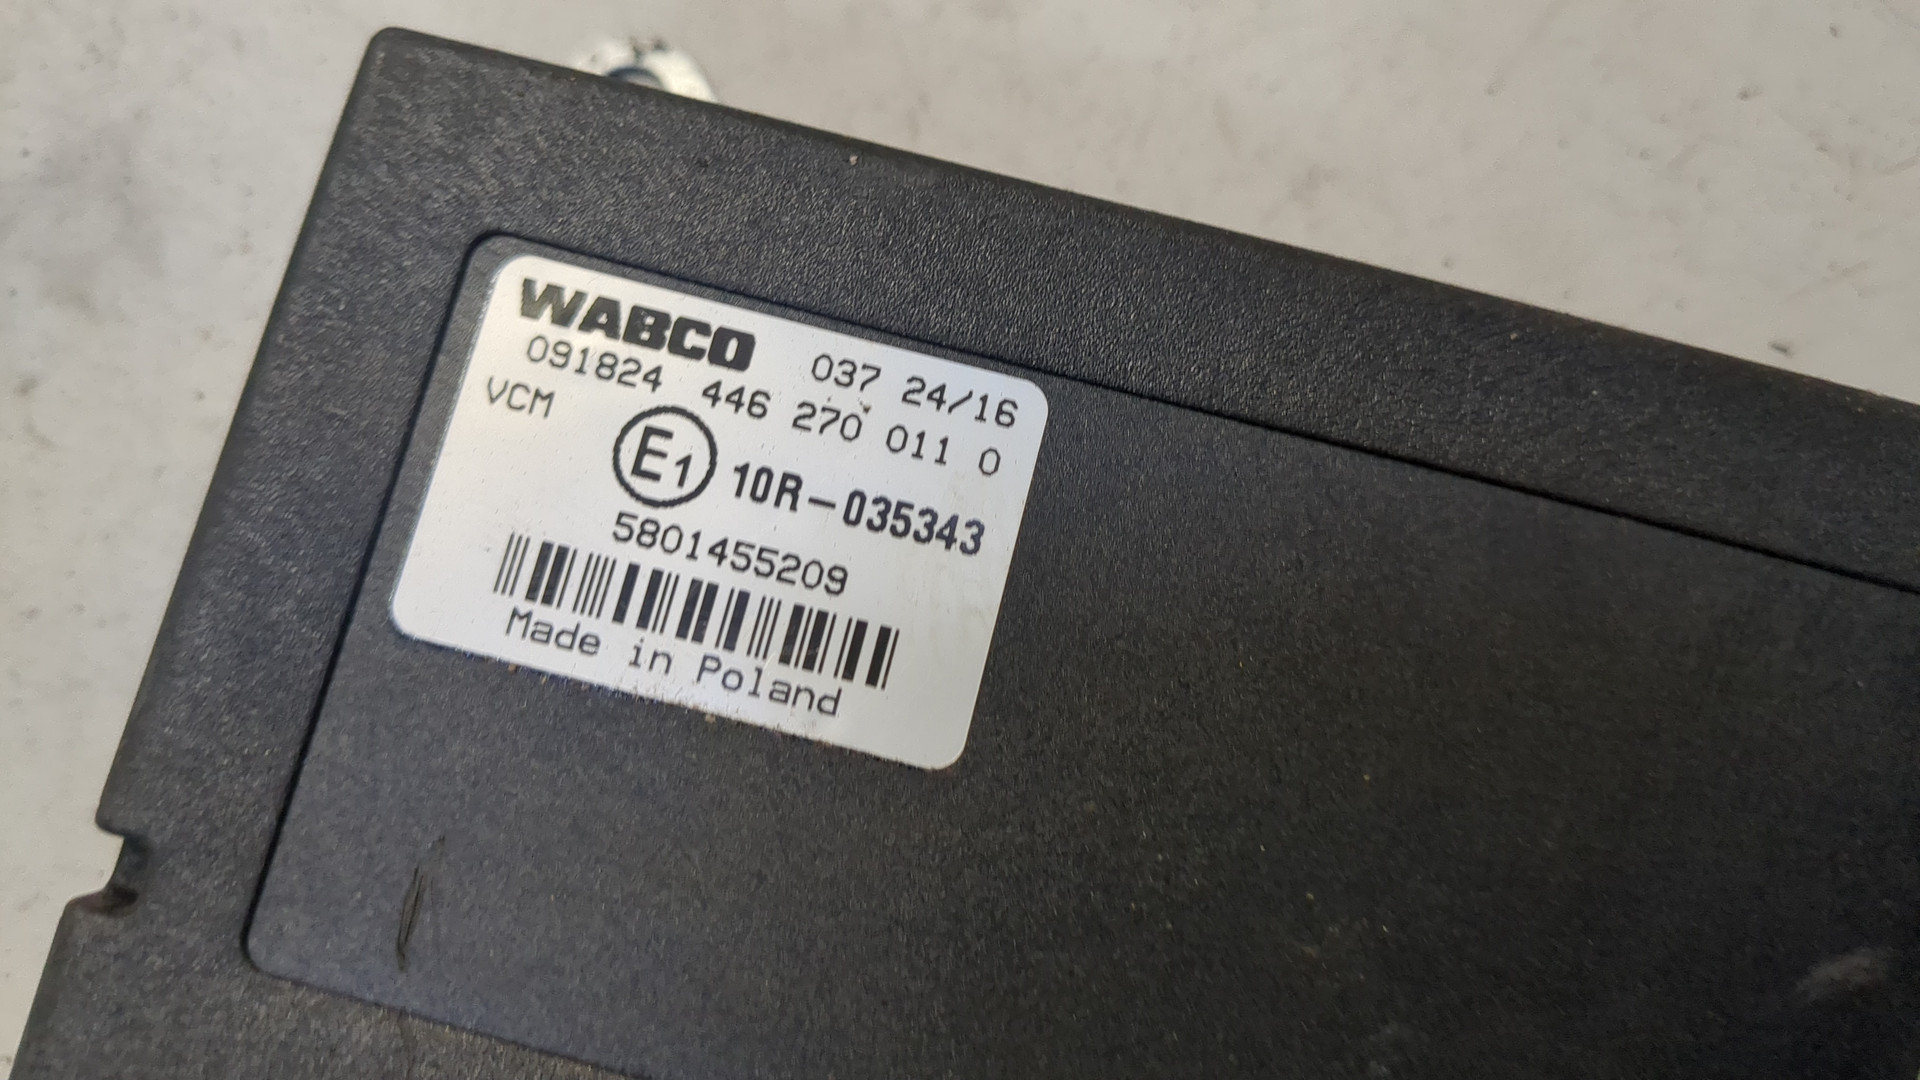 WABCO 037 24/16
091824 446 270 011 0
VCM
E1 10R-035343
5801455209
Made in Poland